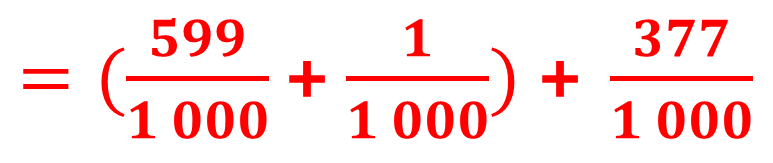 = (599/1 000 + 1/1 000) + 377/1 000